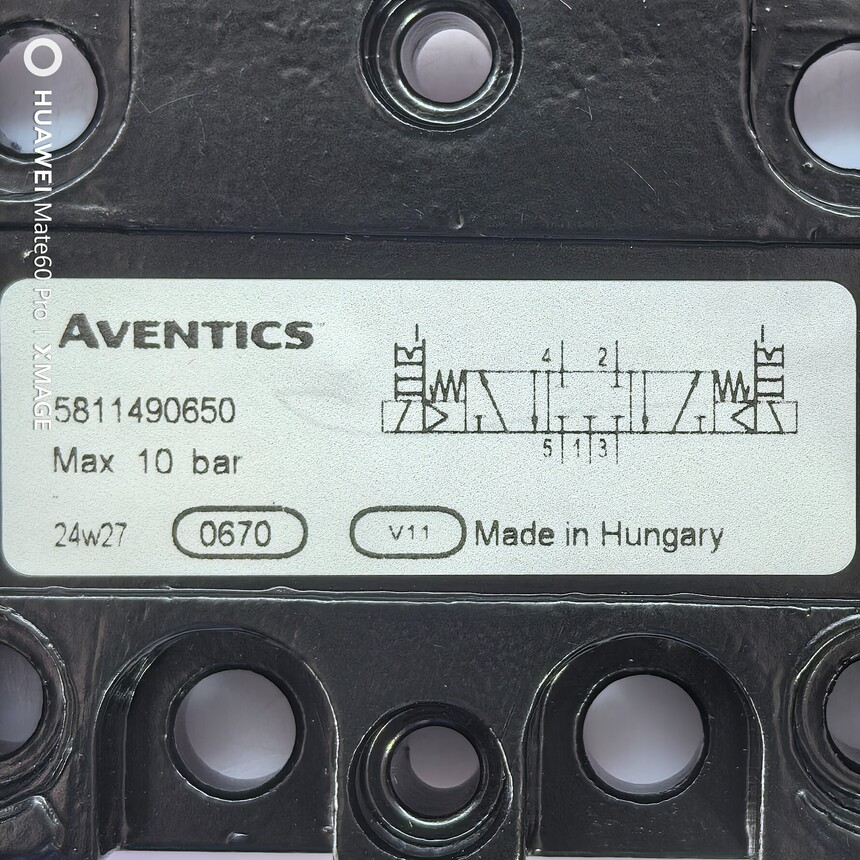 HUAWEI Mate60 Pro | XMAGE
AVENTICS
5811490650
Max 10 bar
24w27 0670 V11 Made in Hungary
4 2
5 1 3